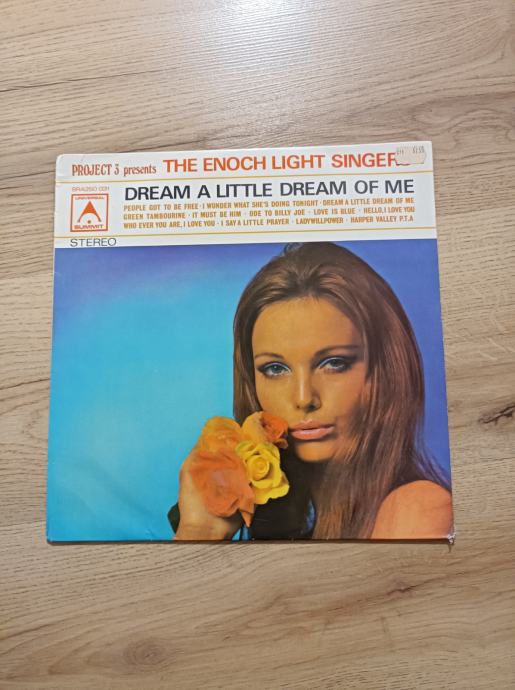 PROJECT 3 presents THE ENOCH LIGHT SINGERS
DREAM A LITTLE DREAM OF ME
PEOPLE GOT TO BE FREE · I WONDER WHAT SHE'S DOING TONIGHT · DREAM A LITTLE DREAM OF ME
GREEN TAMBOURINE · IT MUST BE HIM · ODE TO BILLY JOE · LOVE IS BLUE · HELLO, I LOVE YOU
WHO EVER YOU ARE, I LOVE YOU · I SAY A LITTLE PRAYER · LADYWILLPOWER · HARPER VALLEY P.T.A
UNIVERSAL
SUMMIT
STEREO